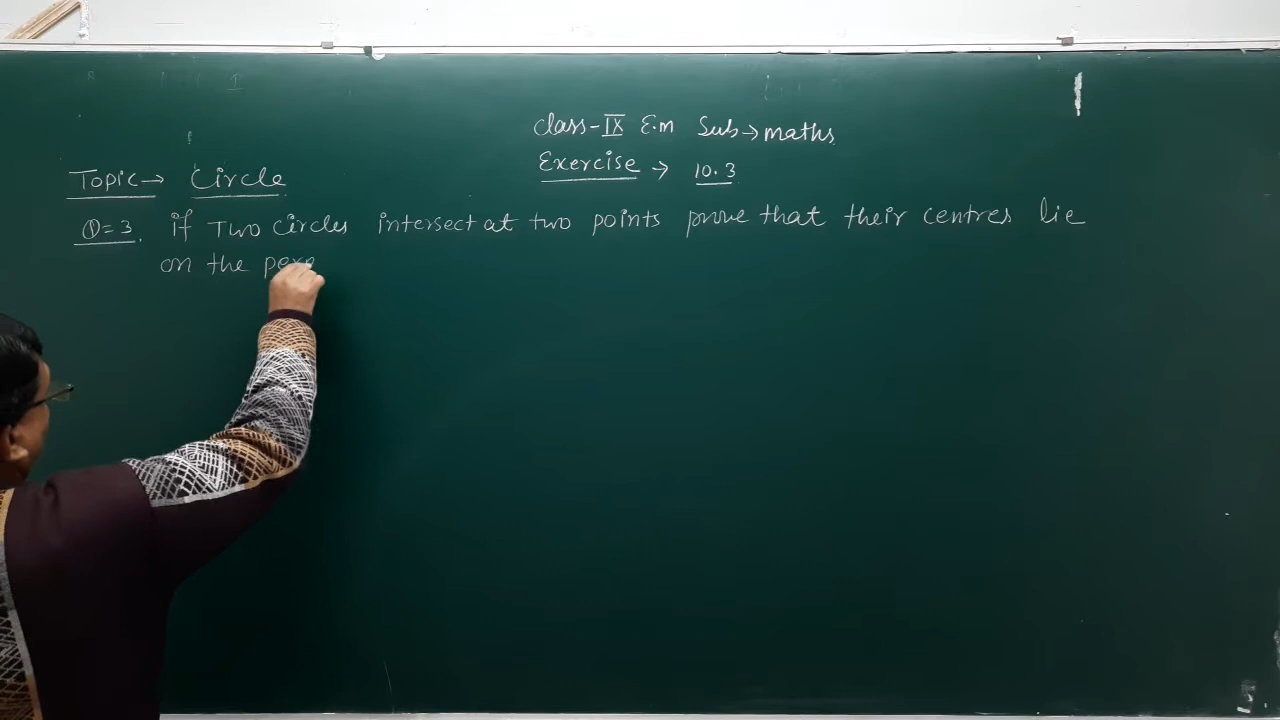 Class-IX E.m Sub→maths
Exercise → 10.3
Topic→ Circle
Q=3. if Two Circles intersect at two points prove that their centres lie
on the perp